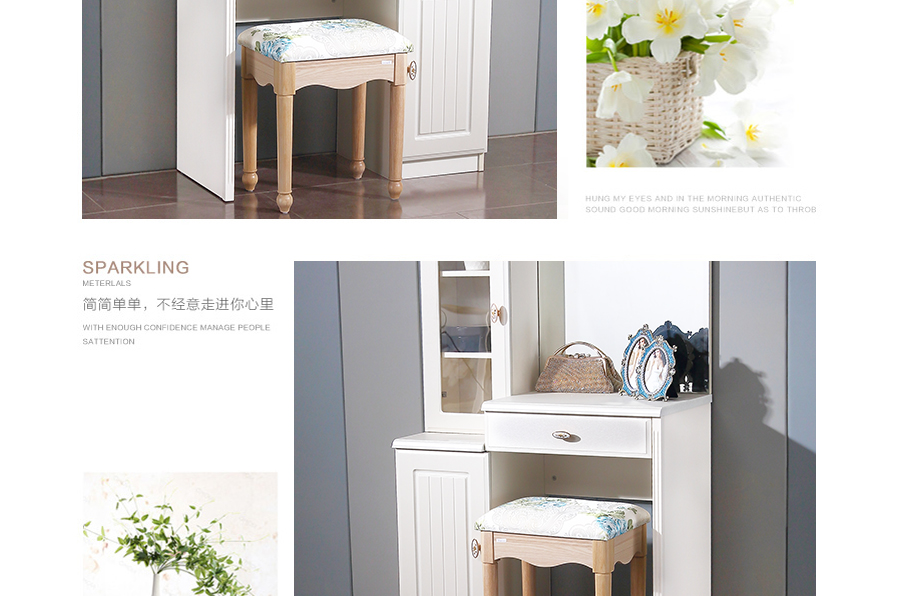 HUNG MY EYES AND IN THE MORNING AUTHENTIC
SOUND GOOD MORNING SUNSHINEBUT AS TO THROB
SPARKLING
METERLALS
简简单单，不经意走进你心里
WITH ENOUGH CONFIDENCE MANAGE PEOPLE
SATTENTION